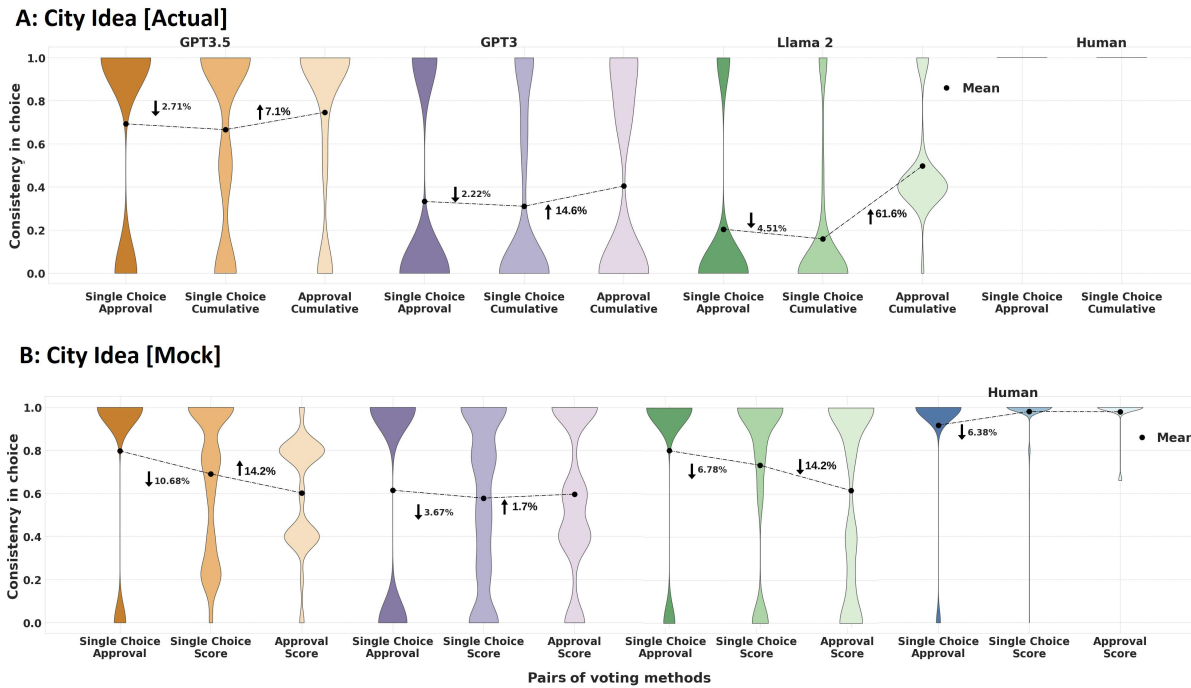 A: City Idea [Actual]
GPT3.5 GPT3 Llama 2 Human
Consistency in choice
1.0
0.8
0.6
0.4
0.2
0.0
2.71%
7.1%
2.22%
14.6%
4.51%
61.6%
Mean
Single Choice Approval
Single Choice Cumulative
Approval Cumulative
Single Choice Approval
Single Choice Cumulative
Approval Cumulative
Single Choice Approval
Single Choice Cumulative
Approval Cumulative
Single Choice Approval
Single Choice Cumulative
B: City Idea [Mock]
Human
Consistency in choice
1.0
0.8
0.6
0.4
0.2
0.0
10.68%
14.2%
3.67%
1.7%
6.78%
14.2%
6.38%
Mear
Single Choice Approval
Single Choice Score
Approval Score
Single Choice Approval
Single Choice Score
Approval Score
Single Choice Approval
Single Choice Score
Approval Score
Single Choice Approval
Single Choice Score
Approval Score
Pairs of voting methods